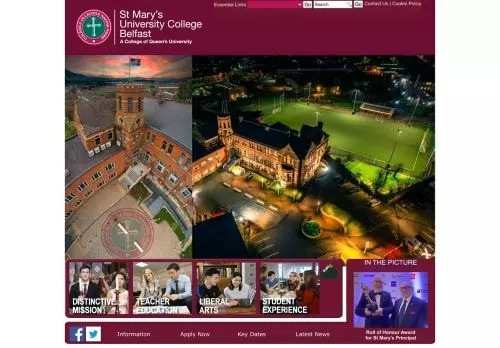 Essential Links
Go
Search
Go
Contact Us | Cookie Policy
St Mary's
University College
Belfast
A College of Queen's University
IN THE PICTURE
DISTINCTIVE
MISSION
TEACHER
EDUCATION
LIBERAL
ARTS
STUDENT
EXPERIENCE
Roll of Honour Award
for St Mary's Principal
Information
Apply Now
Key Dates
Latest News